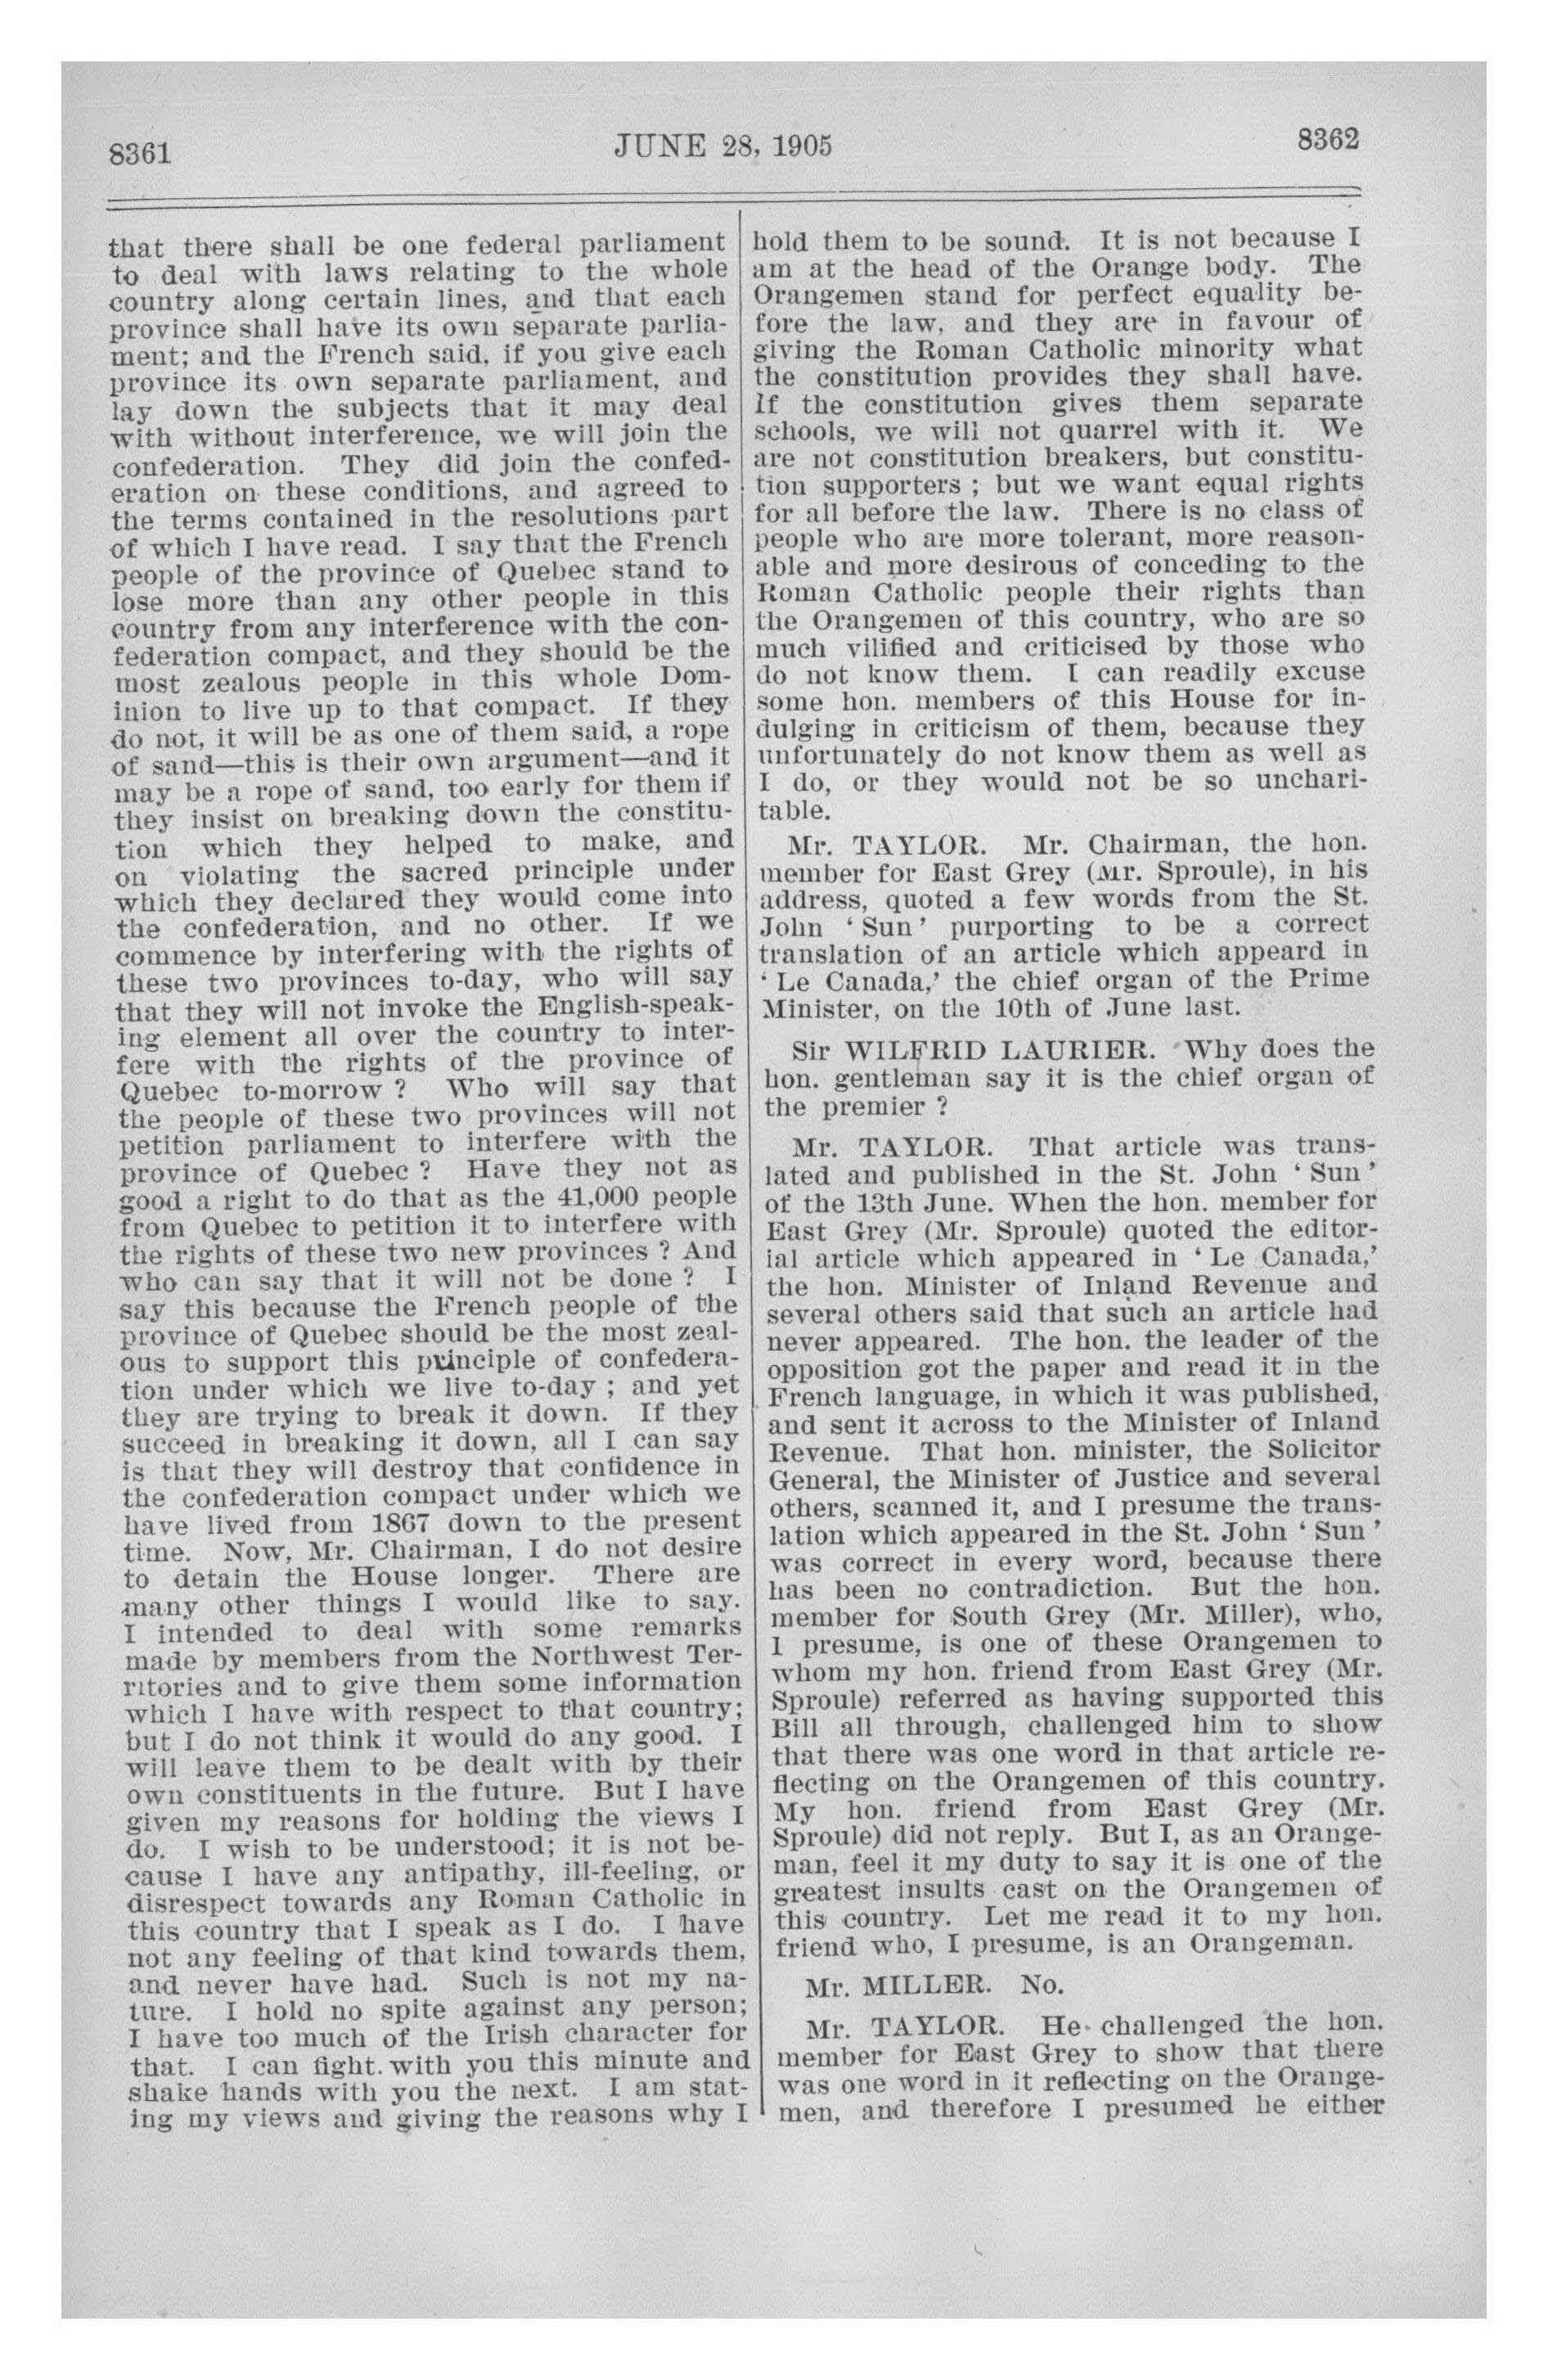 8361
JUNE 28, 1905
8362
that there shall be one federal parliament
to deal with laws relating to the whole
country along certain lines, and that each
province shall have its own separate parlia-
ment; and the French said, if you give each
province its own separate parliament, and
lay down the subjects that it may deal
with without interference, we will join the
confederation. They did join the confed-
eration on these conditions, and agreed to
the terms contained in the resolutions part
of which I have read. I say that the French
people of the province of Quebec stand to
lose more than any other people in this
country from any interference with the con-
federation compact, and they should be the
most zealous people in this whole Dom-
inion to live up to that compact. If they
do not, it will be as one of them said, a rope
of sand—this is their own argument—and it
may be a rope of sand, too early for them if
they insist on breaking down the constitu-
tion which they helped to make, and
on violating the sacred principle under
which they declared they would come into
the confederation, and no other. If we
commence by interfering with the rights of
these two provinces to-day, who will say
that they will not invoke the English-speak-
ing element all over the country to inter-
fere with the rights of the province of
Quebec to-morrow ? Who will say that
the people of these two provinces will not
petition parliament to interfere with the
province of Quebec ? Have they not as
good a right to do that as the 41,000 people
from Quebec to petition it to interfere with
the rights of these two new provinces ? And
who can say that it will not be done ? I
say this because the French people of the
province of Quebec should be the most zeal-
ous to support this principle of confedera-
tion under which we live to-day ; and yet
they are trying to break it down. If they
succeed in breaking it down, all I can say
is that they will destroy that confidence in
the confederation compact under which we
have lived from 1867 down to the present
time. Now, Mr. Chairman, I do not desire
to detain the House longer. There are
many other things I would like to say.
I intended to deal with some remarks
made by members from the Northwest Ter-
ritories and to give them some information
which I have with respect to that country;
but I do not think it would do any good. I
will leave them to be dealt with by their
own constituents in the future. But I have
given my reasons for holding the views I
do. I wish to be understood; it is not be-
cause I have any antipathy, ill-feeling, or
disrespect towards any Roman Catholic in
this country that I speak as I do. I have
not any feeling of that kind towards them,
and never have had. Such is not my na-
ture. I hold no spite against any person;
I have too much of the Irish character for
that. I can fight with you this minute and
shake hands with you the next. I am stat-
ing my views and giving the reasons why I
hold them to be sound. It is not because I
am at the head of the Orange body. The
Orangemen stand for perfect equality be-
fore the law, and they are in favour of
giving the Roman Catholic minority what
the constitution provides they shall have.
If the constitution gives them separate
schools, we will not quarrel with it. We
are not constitution breakers, but constitu-
tion supporters ; but we want equal rights
for all before the law. There is no class of
people who are more tolerant, more reason-
able and more desirous of conceding to the
Roman Catholic people their rights than
the Orangemen of this country, who are so
much vilified and criticised by those who
do not know them. I can readily excuse
some hon. members of this House for in-
dulging in criticism of them, because they
unfortunately do not know them as well as
I do, or they would not be so unchari-
table.
Mr. TAYLOR. Mr. Chairman, the hon.
member for East Grey (Mr. Sproule), in his
address, quoted a few words from the St.
John ‘ Sun ’ purporting to be a correct
translation of an article which appeard in
‘ Le Canada,’ the chief organ of the Prime
Minister, on the 10th of June last.
Sir WILFRID LAURIER. Why does the
hon. gentleman say it is the chief organ of
the premier ?
Mr. TAYLOR. That article was trans-
lated and published in the St. John ‘ Sun ’
of the 13th June. When the hon. member for
East Grey (Mr. Sproule) quoted the editor-
ial article which appeared in ‘ Le Canada,’
the hon. Minister of Inland Revenue and
several others said that such an article had
never appeared. The hon. the leader of the
opposition got the paper and read it in the
French language, in which it was published,
and sent it across to the Minister of Inland
Revenue. That hon. minister, the Solicitor
General, the Minister of Justice and several
others, scanned it, and I presume the trans-
lation which appeared in the St. John ‘ Sun ’
was correct in every word, because there
has been no contradiction. But the hon.
member for South Grey (Mr. Miller), who,
I presume, is one of these Orangemen to
whom my hon. friend from East Grey (Mr.
Sproule) referred as having supported this
Bill all through, challenged him to show
that there was one word in that article re-
flecting on the Orangemen of this country.
My hon. friend from East Grey (Mr.
Sproule) did not reply. But I, as an Orange-
man, feel it my duty to say it is one of the
greatest insults cast on the Orangemen of
this country. Let me read it to my hon.
friend who, I presume, is an Orangeman.
Mr. MILLER. No.
Mr. TAYLOR. He challenged the hon.
member for East Grey to show that there
was one word in it reflecting on the Orange-
men, and therefore I presumed he either